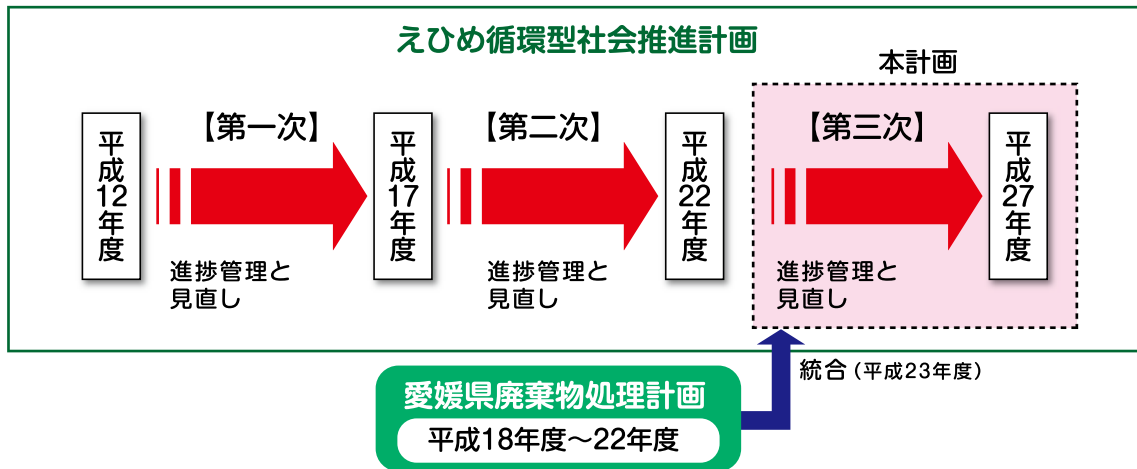 えひめ循環型社会推進計画
本計画
平成12年度
【第一次】
進捗管理と
見直し
平成17年度
【第二次】
進捗管理と
見直し
平成22年度
【第三次】
進捗管理と
見直し
平成27年度
統合(平成23年度)
愛媛県廃棄物処理計画
平成18年度～22年度